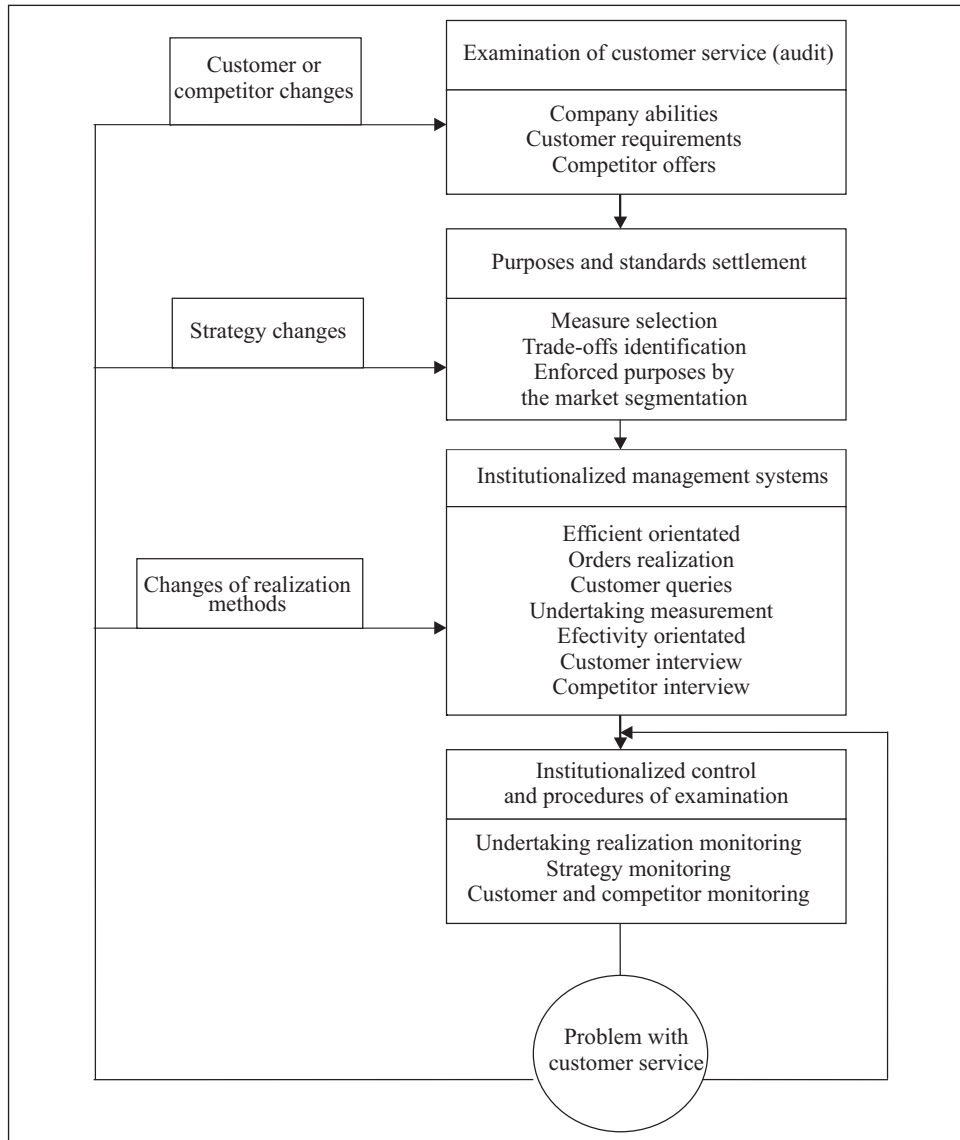 Customer or
competitor changes
Examination of customer service (audit)
Company abilities
Customer requirements
Competitor offers
Purposes and standards settlement
Strategy changes
Measure selection
Trade-offs identification
Enforced purposes by
the market segmentation
Institutionalized management systems
Changes of realization
methods
Efficient orientated
Orders realization
Customer queries
Undertaking measurement
Efectivity orientated
Customer interview
Competitor interview
Institutionalized control
and procedures of examination
Undertaking realization monitoring
Strategy monitoring
Customer and competitor monitoring
Problem with
customer service